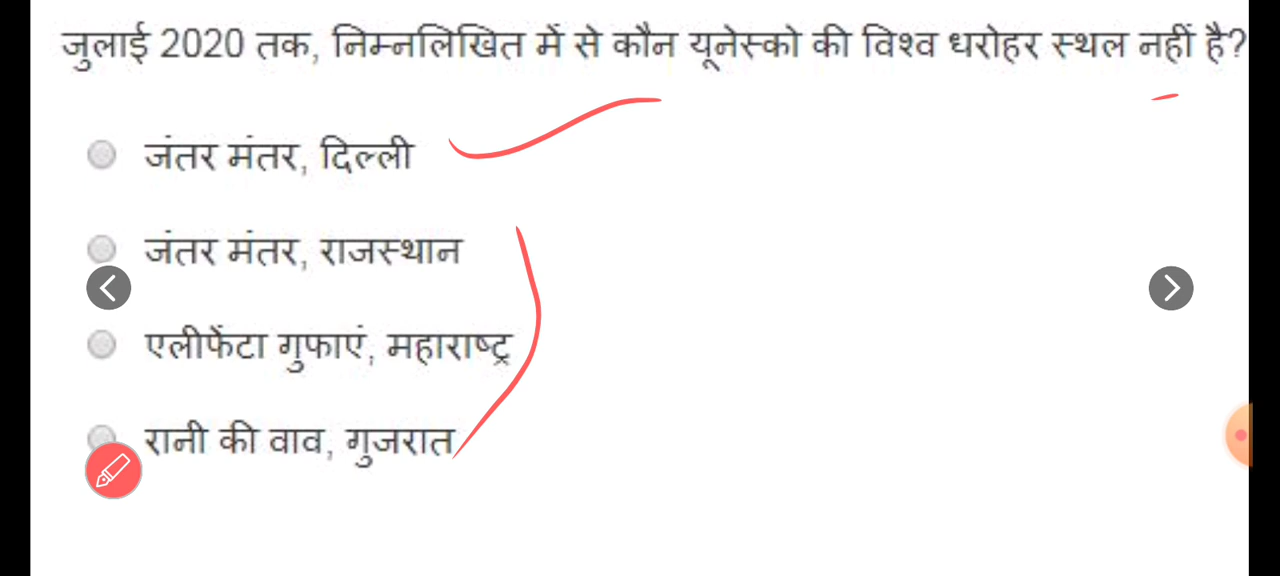 जुलाई 2020 तक, निम्नलिखित में से कौन यूनेस्को की विश्व धरोहर स्थल नहीं है?
जंतर मंतर, दिल्ली
जंतर मंतर, राजस्थान
एलीफेंटा गुफाएं, महाराष्ट्र
रानी की वाव, गुजरात